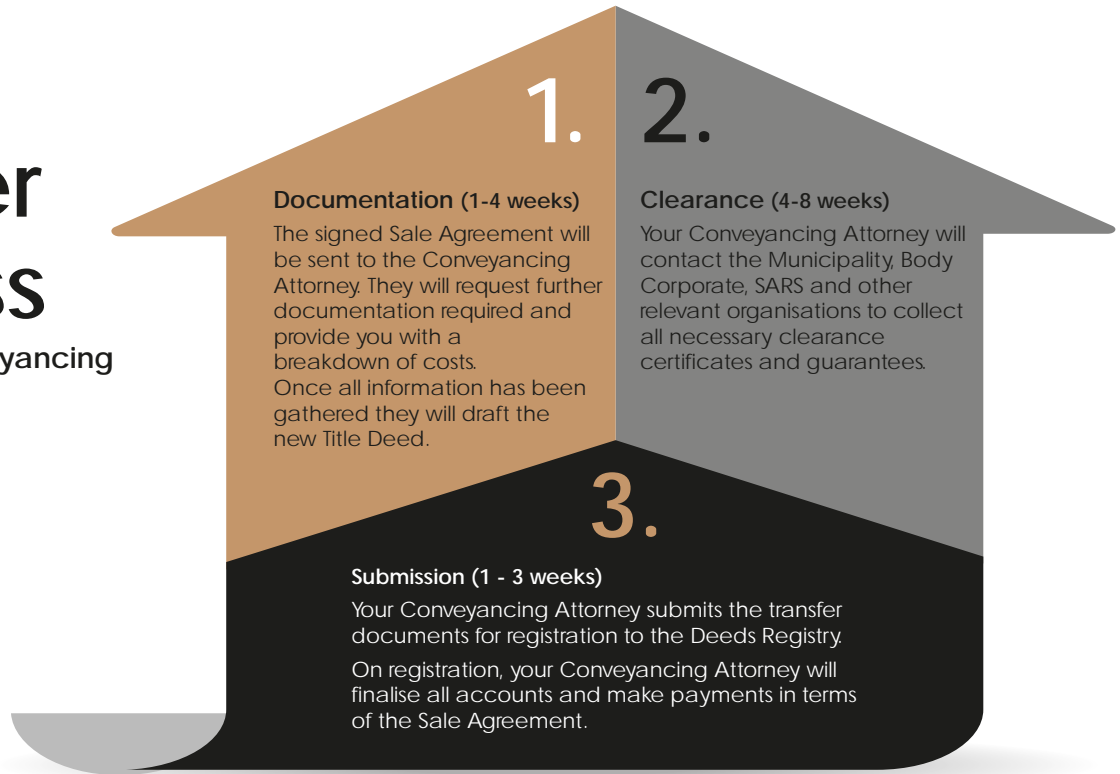 er
ss
yancing
1.
Documentation (1-4 weeks)
The signed Sale Agreement will
be sent to the Conveyancing
Attorney. They will request further
documentation required and
provide you with a
breakdown of costs.
Once all information has been
gathered they will draft the
new Title Deed.
2.
Clearance (4-8 weeks)
Your Conveyancing Attorney will
contact the Municipality, Body
Corporate, SARS and other
relevant organisations to collect
all necessary clearance
certificates and guarantees.
3.
Submission (1 - 3 weeks)
Your Conveyancing Attorney submits the transfer
documents for registration to the Deeds Registry.
On registration, your Conveyancing Attorney will
finalise all accounts and make payments in terms
of the Sale Agreement.